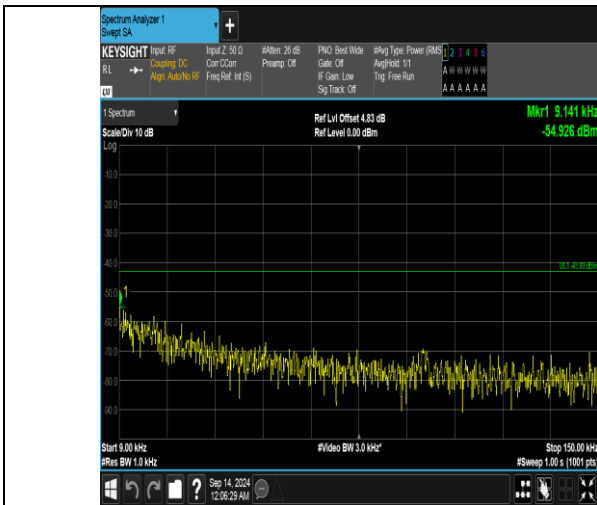 Spectrum Analyzer 1
Swept SA
+
KEYSIGHT
RL
LXI
Input: RF
Coupling: DC
Align: Auto/No RF
Input Z: 50 Ω
Corr CCorr
Freq Ref: Int (S)
#Atten: 26 dB
Preamp: Off
PNO: Best Wide
Gate: Off
IF Gain: Low
Sig Track: Off
#Avg Type: Power (RMS
Avg|Hold: 1/1
Trig: Free Run
1 2 3 4 5 6
A W W W W W
A A A A A A
1 Spectrum
Scale/Div 10 dB
Log
Ref Lvl Offset 4.83 dB
Ref Level 0.00 dBm
Mkr1 9.141 kHz
-54.926 dBm
-10.0
-20.0
-30.0
-40.0
DL1 -43.00 dBm
-50.0
1
-60.0
-70.0
-80.0
-90.0
Start 9.00 kHz
#Res BW 1.0 kHz
#Video BW 3.0 kHz*
Stop 150.00 kHz
#Sweep 1.00 s (1001 pts)
?
Sep 14, 2024
12:06:29 AM